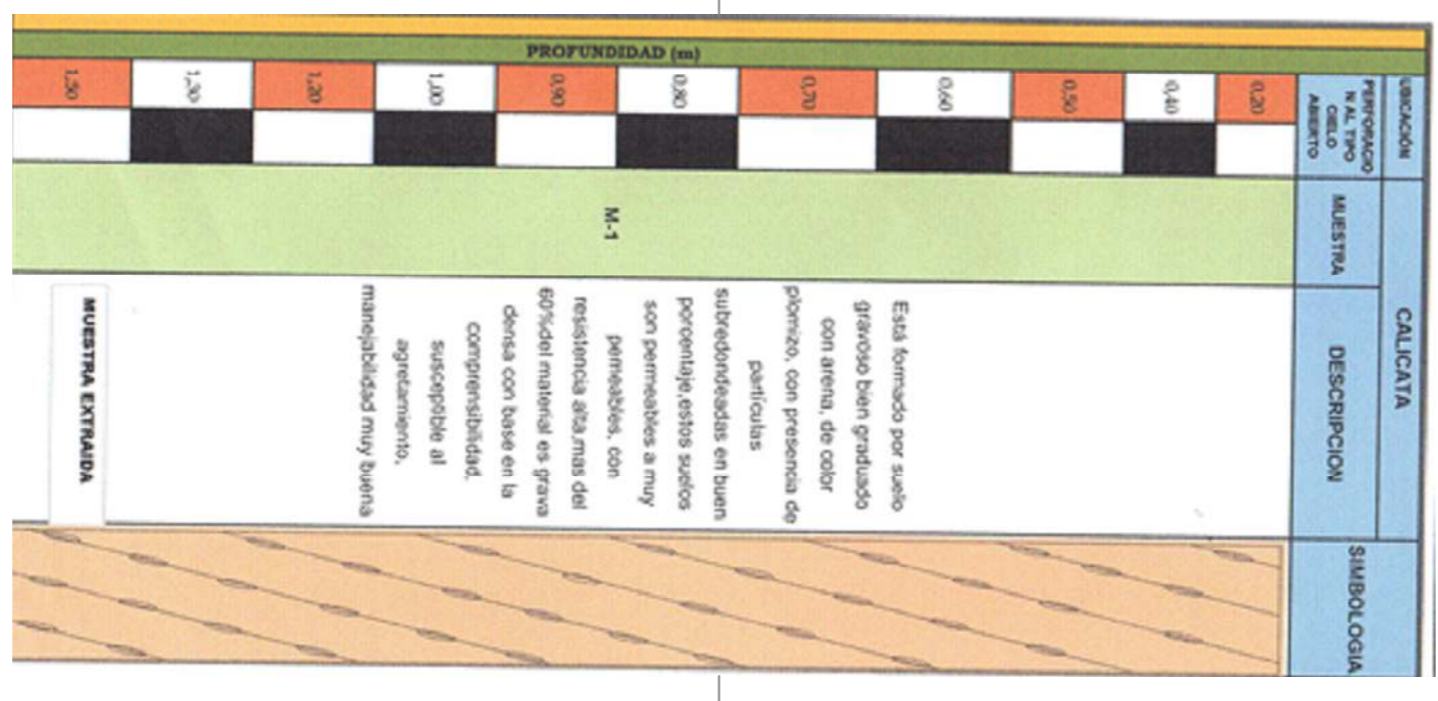 UBICACIÓN
CALICATA
PERFORACIO
N AL TIPO
CIELO
ABIERTO
MUESTRA
DESCRIPCION
SIMBOLOGIA
PROFUNDIDAD (m)
0,20
0,40
0,50
0,60
0,70
0,80
0,90
1,00
1,20
1,30
1,50
M-1
Está formado por suelo
gravoso bien graduado
con arena, de color
plomizo, con presencia de
partículas
subredondeadas en buen
porcentaje,estos suelos
son permeables a muy
permeables, con
resistencia alta,mas del
60%del material es grava
densa con base en la
comprensibilidad,
susceptible al
agretamiento,
manejabilidad muy buena
MUESTRA EXTRAIDA